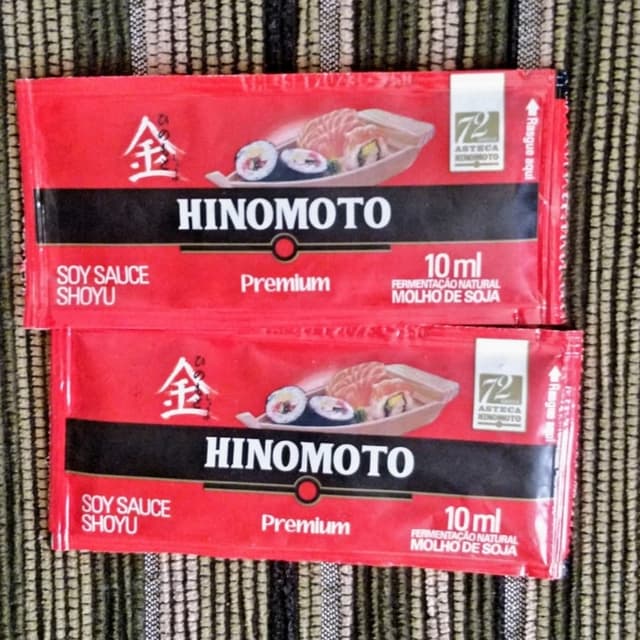 金
ひのもと
72
ASTECA
HINOMOTO
Rasgue aqui
HINOMOTO
SOY SAUCE
SHOYU
Premium
10 ml
FERMENTAÇÃO NATURAL
MOLHO DE SOJA
金
ひのもと
72
ASTECA
HINOMOTO
Rasgue aqui
HINOMOTO
SOY SAUCE
SHOYU
Premium
10 ml
FERMENTAÇÃO NATURAL
MOLHO DE SOJA